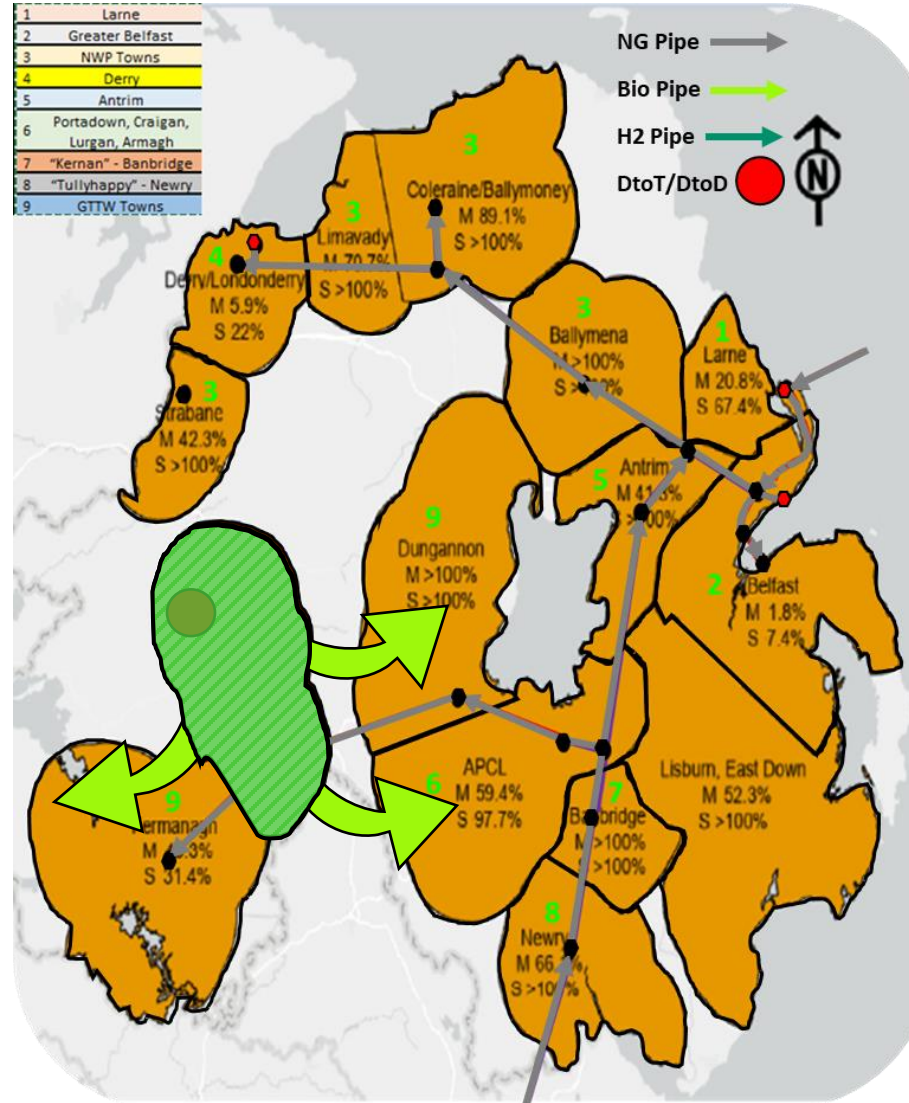 1 Larne
2 Greater Belfast
3 NWP Towns
4 Derry
5 Antrim
6 Portadown, Craigan,
Lurgan, Armagh
7 "Kernan" - Banbridge
8 "Tullyhappy" - Newry
9 GTTW Towns
NG Pipe
Bio Pipe
H2 Pipe
DtoT/DtoD
N
3
Coleraine/Ballymoney
M 89.1%
S >100%
3
Limavady
M 70.7%
S >100%
4
Derry/Londonderry
M 5.9%
S 22%
3
Strabane
M 42.3%
S >100%
3
Ballymena
M >100%
S >
1
Larne
M 20.8%
S 67.4%
5
Antrim
M 41
9
Dungannon
M >100%
S >100%
2
Belfast
M 1.8%
S 7.4%
Lisburn, East Down
M 52.3%
S >100%
6
APCL
M 59.4%
S 97.7%
7
Banbridge
M >100%
S >100%
9
Fermanagh
M
S 31.4%
8
Newry
M 66
S >100%